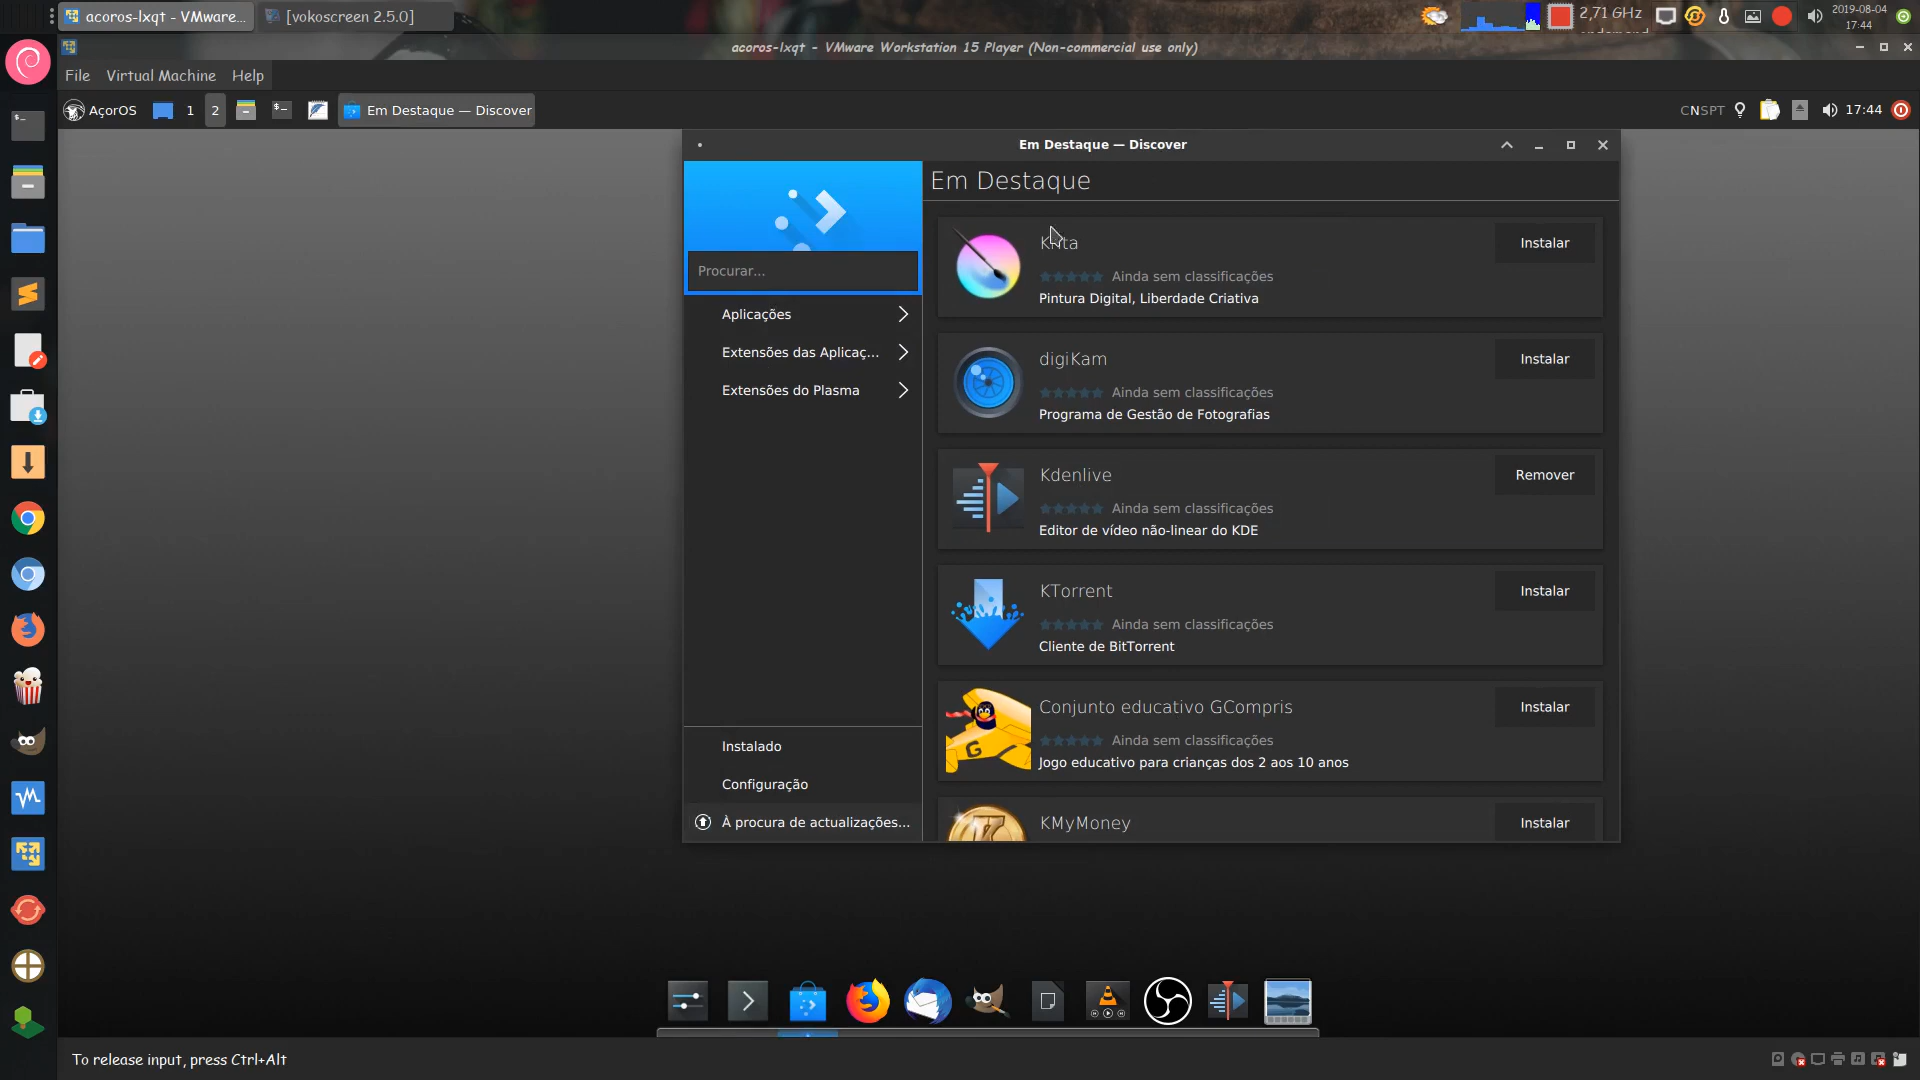 acoros-lxqt - VMware...
[vokoscreen 2.5.0]
2,71 GHz
ondemand
2019-08-04
17:44
acoros-lxqt - VMware Workstation 15 Player (Non-commercial use only)
File Virtual Machine Help
AçorOS
1
2
Em Destaque — Discover
CNSPT
17:44
Em Destaque — Discover
Em Destaque
Procurar...
Aplicações
Extensões das Aplicaç...
Extensões do Plasma
Instalado
Configuração
À procura de actualizações...
Krita
Instalar
Ainda sem classificações
Pintura Digital, Liberdade Criativa
digiKam
Instalar
Ainda sem classificações
Programa de Gestão de Fotografias
Kdenlive
Remover
Ainda sem classificações
Editor de vídeo não-linear do KDE
KTorrent
Instalar
Ainda sem classificações
Cliente de BitTorrent
Conjunto educativo GCompris
Instalar
Ainda sem classificações
Jogo educativo para crianças dos 2 aos 10 anos
KMyMoney
Instalar
To release input, press Ctrl+Alt